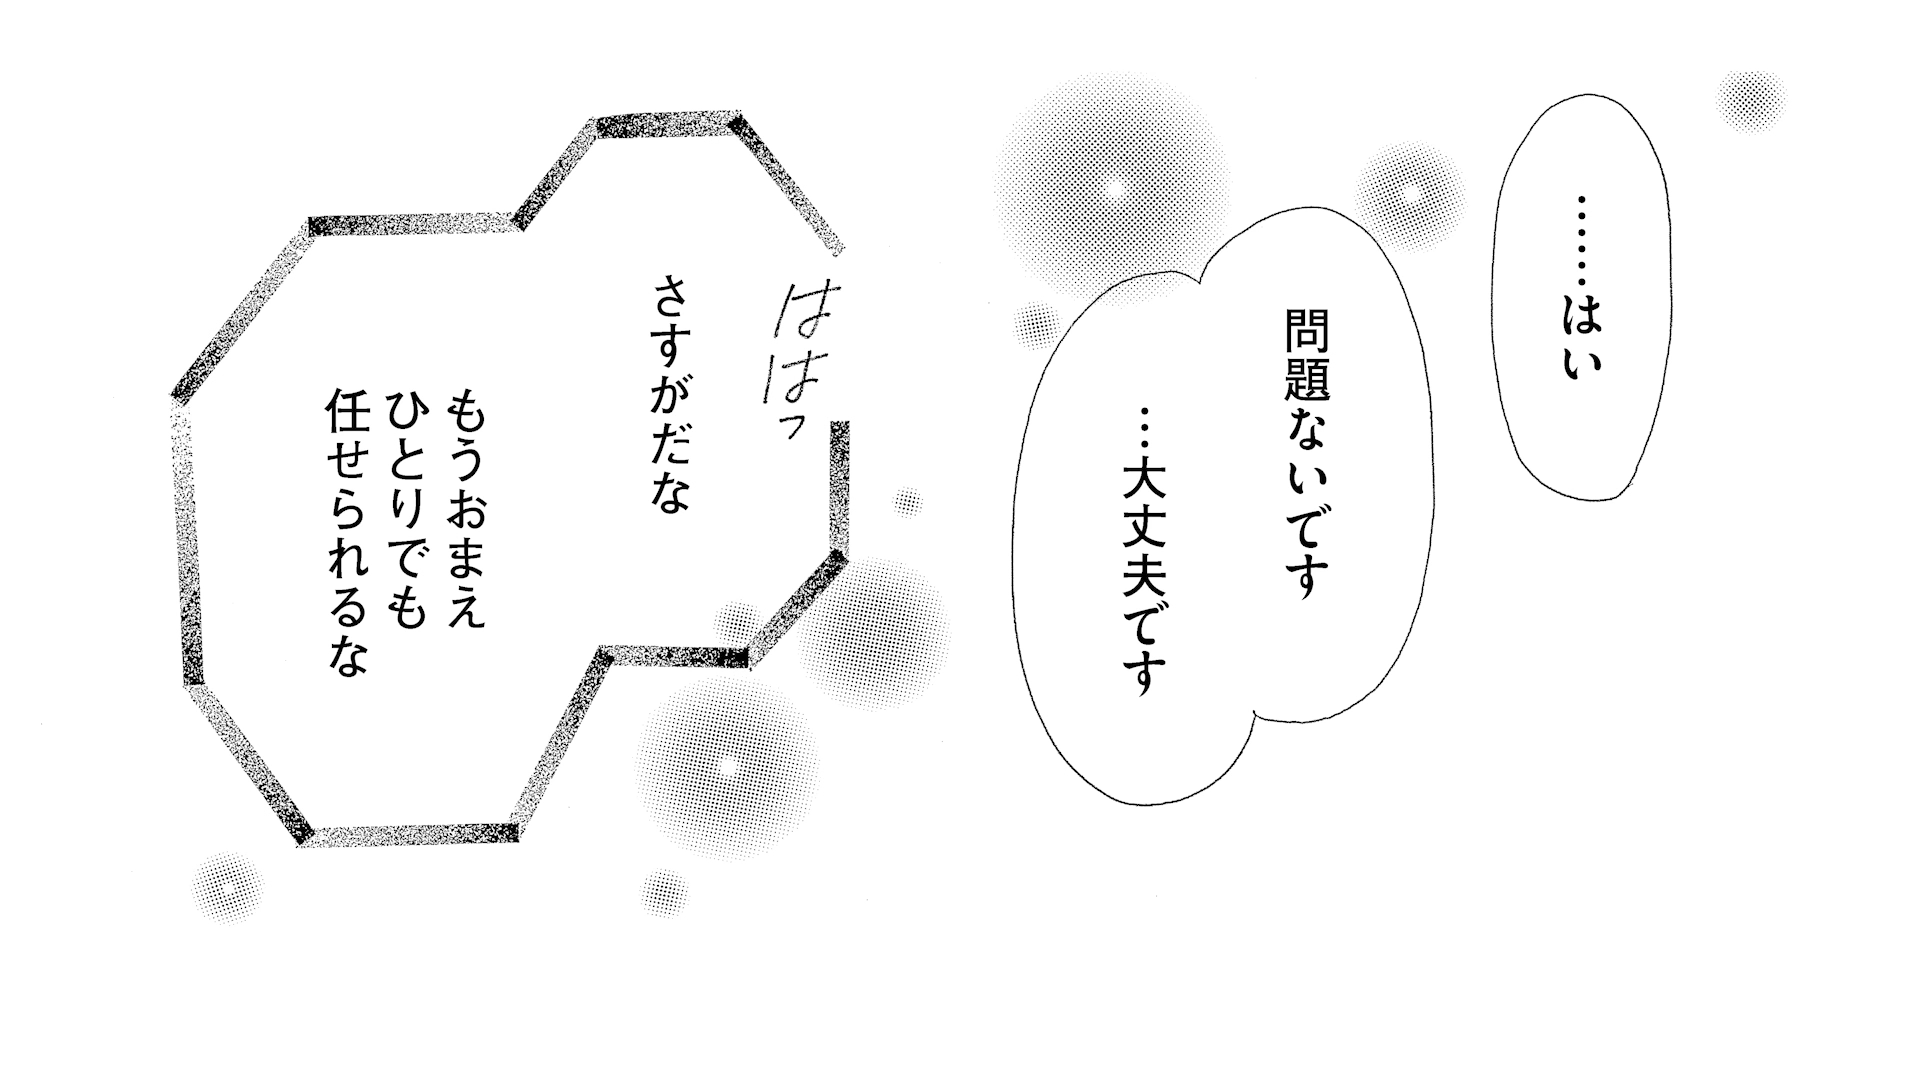 ……はい
問題ないです
…大丈夫です
ははっ
さすがだな
もうおまえ
ひとりでも
任せられるな